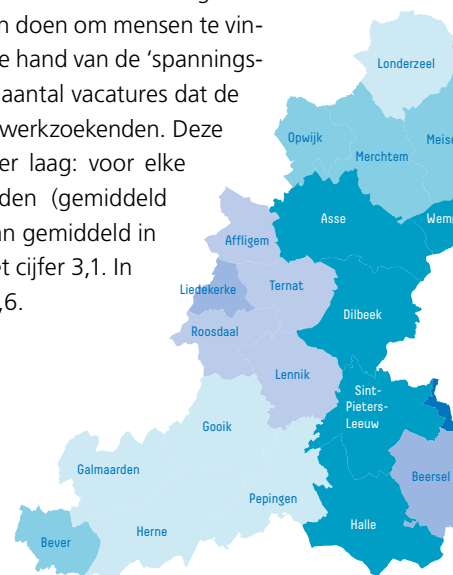 n doen om mensen te vin-
e hand van de ‘spannings-
aantal vacatures dat de
werkzoekenden. Deze
er laag: voor elke
den (gemiddeld
an gemiddeld in
t cijfer 3,1. In
,6.
Londerzeel
Opwijk
Meise
Merchtem
Asse
Wemm
Affligem
Liedekerke
Ternat
Dilbeek
Roosdaal
Lennik
Sint-
Pieters-
Leeuw
Gooik
Galmaarden
Beersel
Pepingen
Herne
Halle
Bever